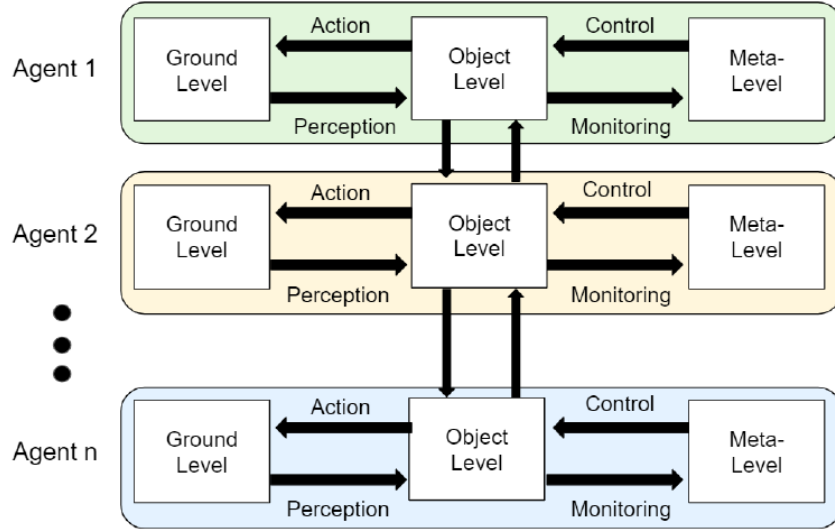 Agent 1
Ground
Level
Action
Perception
Object
Level
Control
Monitoring
Meta-
Level
Agent 2
Ground
Level
Action
Perception
Object
Level
Control
Monitoring
Meta-
Level
Agent n
Ground
Level
Action
Perception
Object
Level
Control
Monitoring
Meta-
Level